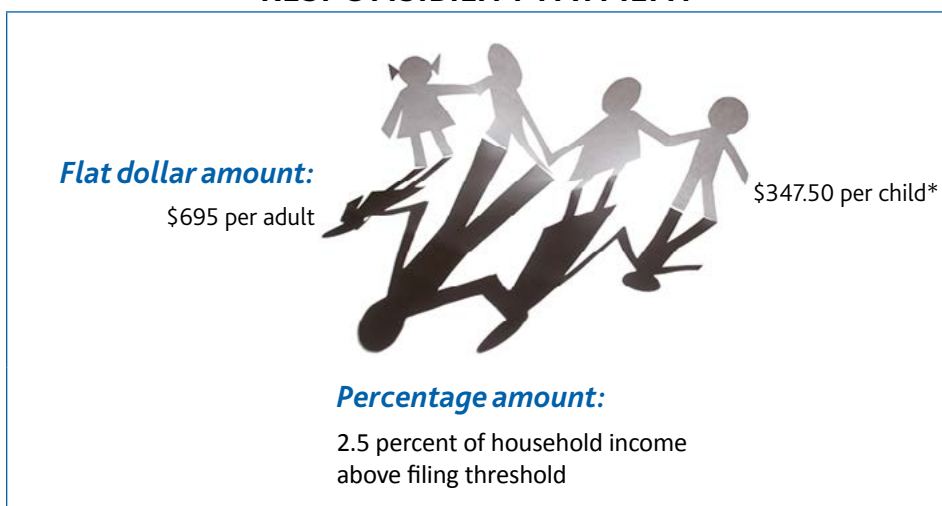 Flat dollar amount:
$695 per adult
$347.50 per child*
Percentage amount:
2.5 percent of household income
above filing threshold